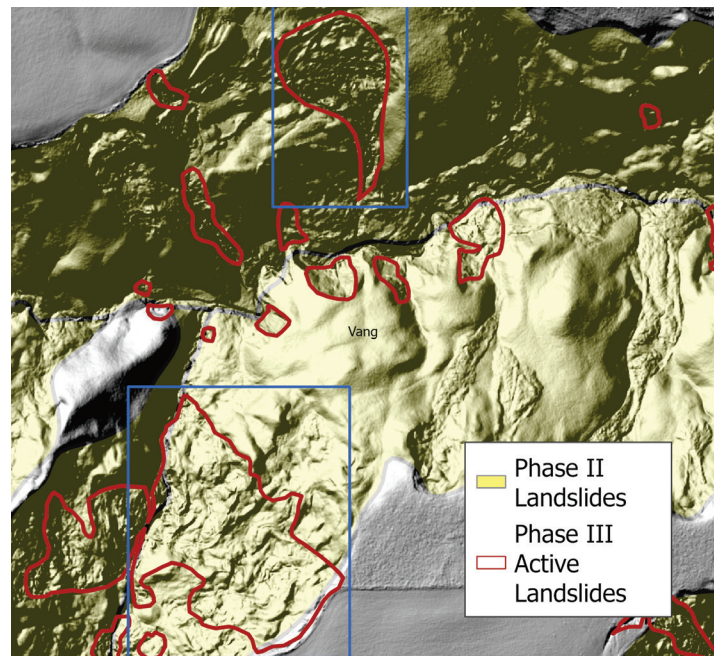 Vang
Phase II
Landslides
Phase III
Active
Landslides